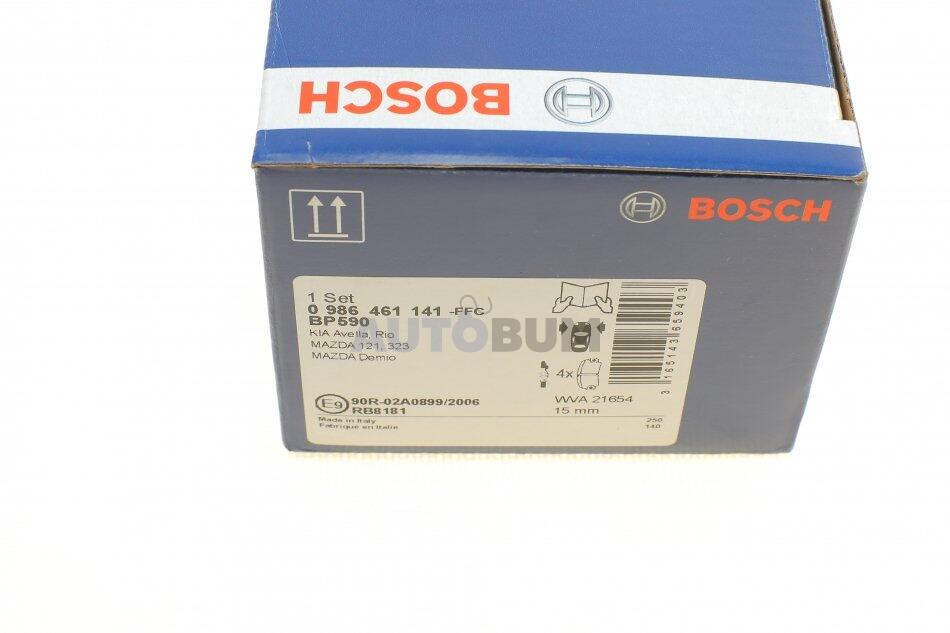 BOSCH
BOSCH
1 Set
0 986 461 141 -FFC
BP590
KIA Avella, Rio
MAZDA 121, 323
MAZDA Demio
AUTOBUM
4x
E9 90R-02A0899/2006
RB8181
WVA 21654
15 mm
Made in Italy
Fabriqué en Italie
250
140
3 165143 659403